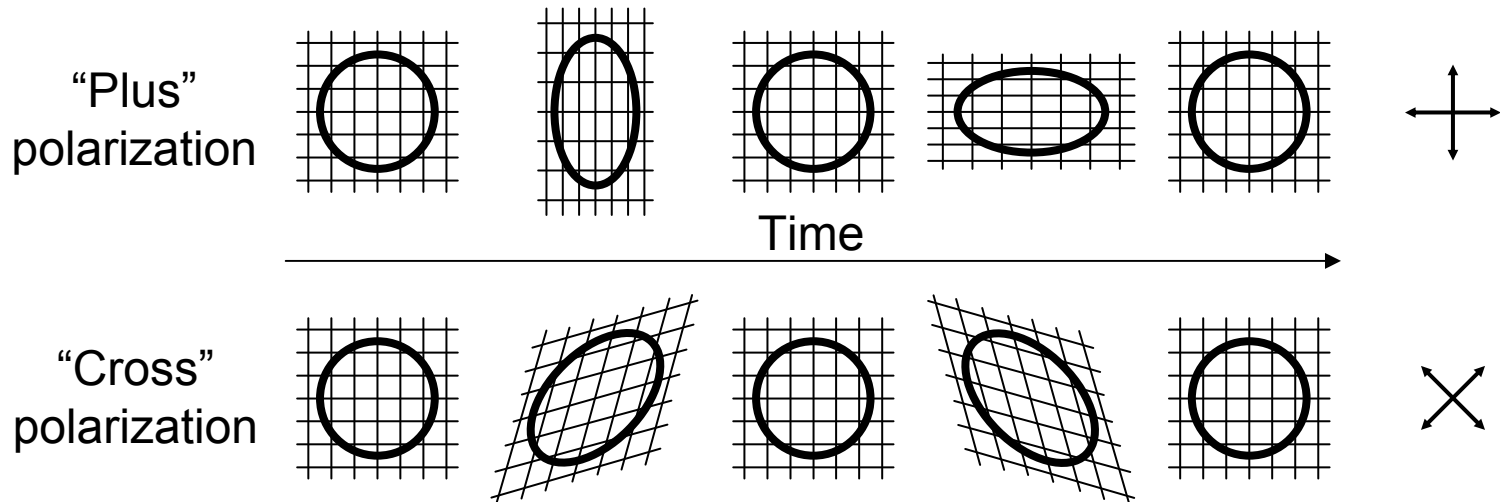 “Plus”
polarization
Time
“Cross”
polarization